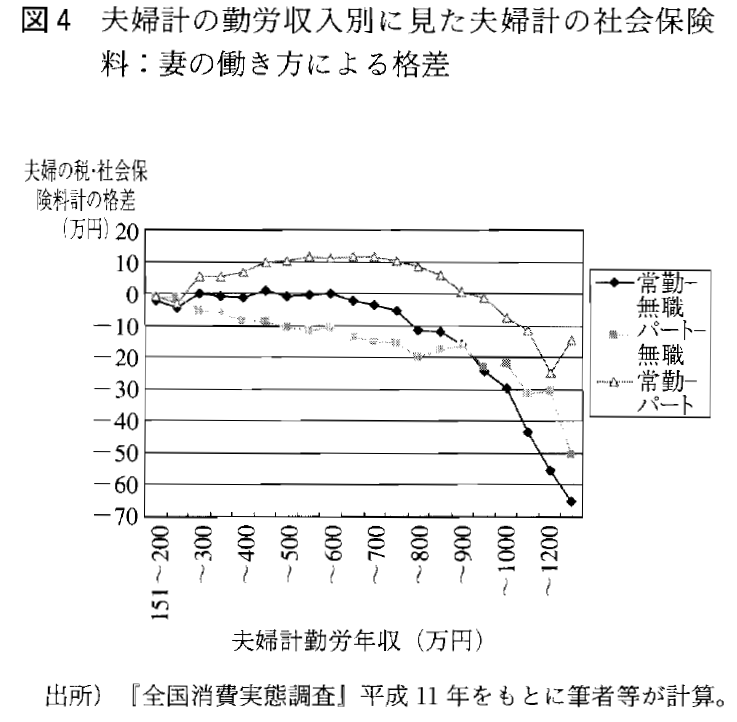 図4 夫婦計の勤労収入別に見た夫婦計の社会保険
料：妻の働き方による格差
夫婦の税・社会保
険料計の格差
（万円）
20
10
0
－10
－20
－30
－40
－50
－60
－70
常勤－
無職
パート－
無職
常勤－
パート
151～200
～300
～400
～500
～600
～700
～800
～900
～1000
～1200
夫婦計勤労年収（万円）
出所）『全国消費実態調査』平成11年をもとに筆者等が計算。